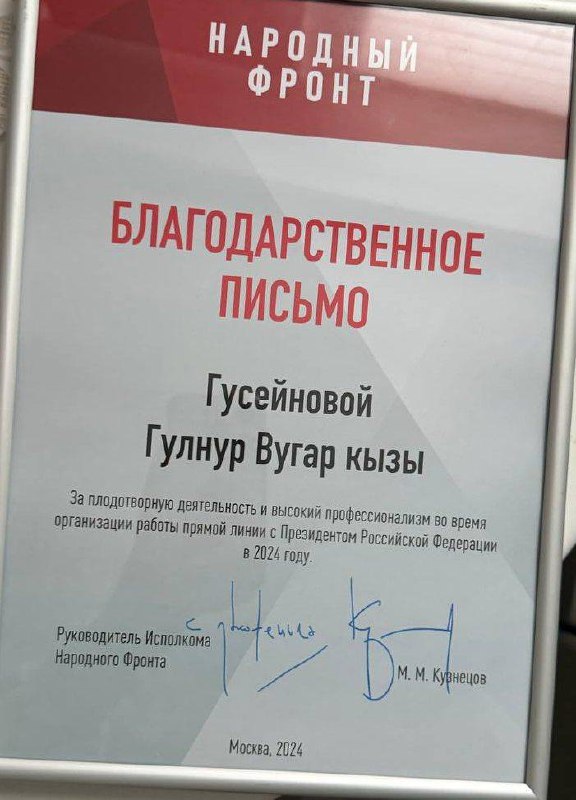 НАРОДНЫЙ
ФРОНТ
БЛАГОДАРСТВЕННОЕ
ПИСЬМО
Гусейновой
Гулнур Вугар кызы
За плодотворную деятельность и высокий профессионализм во время
организации работы прямой линии с Президентом Российской Федерации
в 2024 году.
Руководитель Исполкома
Народного Фронта
М. М. Кузнецов
Москва, 2024